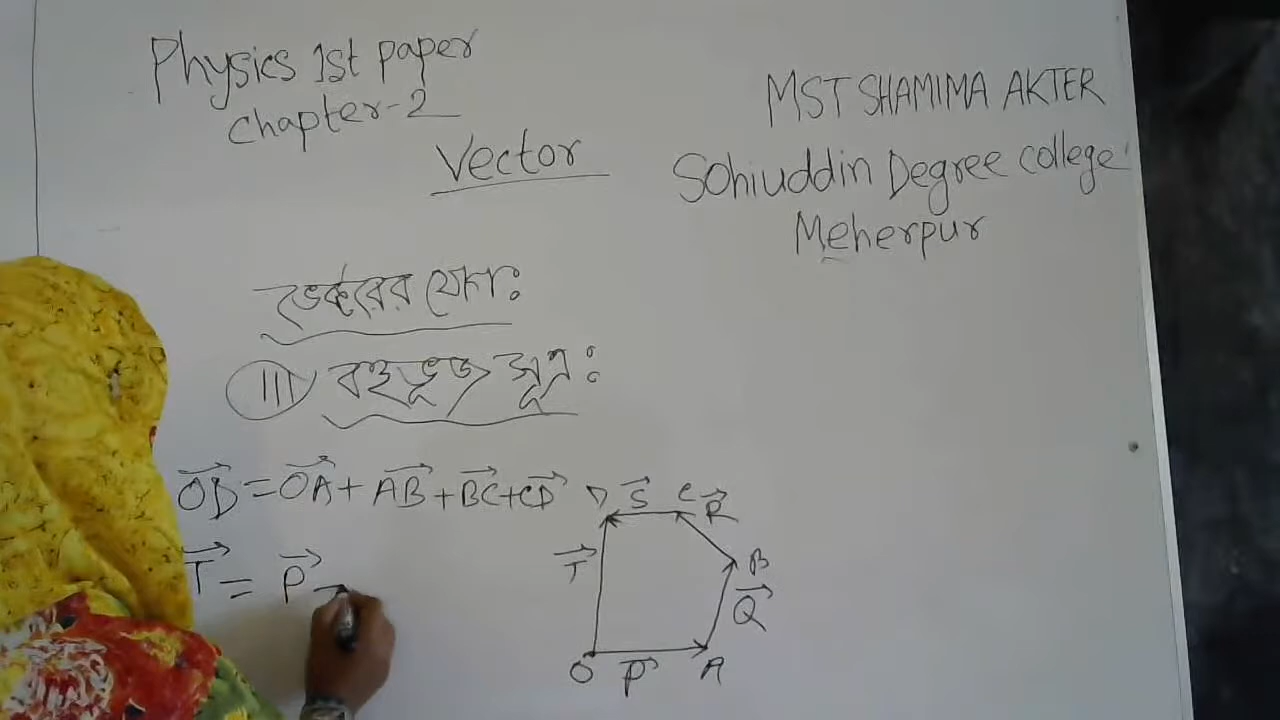 Physics 1st paper
chapter-2
Vector
MST SHAMIMA AKTER
Sohiuddin Degree college
Meherpur
ভেক্টরের যোগ:
III বহুভূজ সূত্র:
→OD = →OA + →AB + →BC + →CD
→T = →P
D →S C →R
→T B
→Q
O →P A